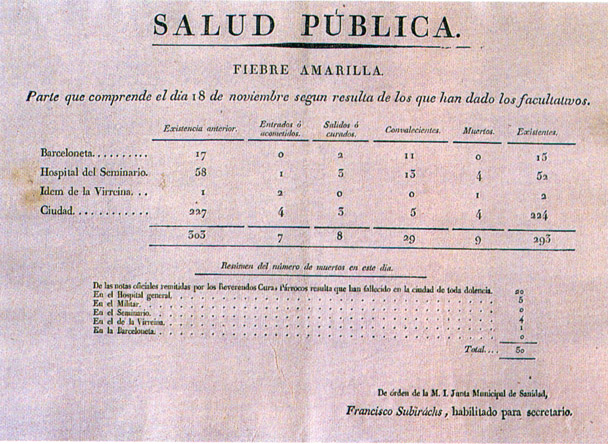 SALUD PÚBLICA.
FIEBRE AMARILLA.
Parte que comprende el dia 18 de noviembre segun resulta de los que han dado los facultativos.
Existencia anterior. Entrados ó acometidos. Salidos ó curados. Convalecientes. Muertos. Existentes.
Barceloneta.......... 17 0 2 11 0 15
Hospital del Seminario. 58 1 3 13 4 52
Idem de la Virreina. .. 1 2 0 0 1 2
Ciudad............ 227 4 3 5 4 224
303 7 8 29 9 293
Resúmen del número de muertos en este dia.
De las notas oficiales remitidas por los Reverendos Curas Párrocos resulta que han fallecido en la ciudad de toda dolencia. 20
En el Hospital general. 5
En el Militar. 0
En el Seminario. 4
En el de la Virreina. 1
En la Barceloneta. 0
Total.... 30
De órden de la M. I. Junta Municipal de Sanidad,
Francisco Subirachs, habilitado para secretario.